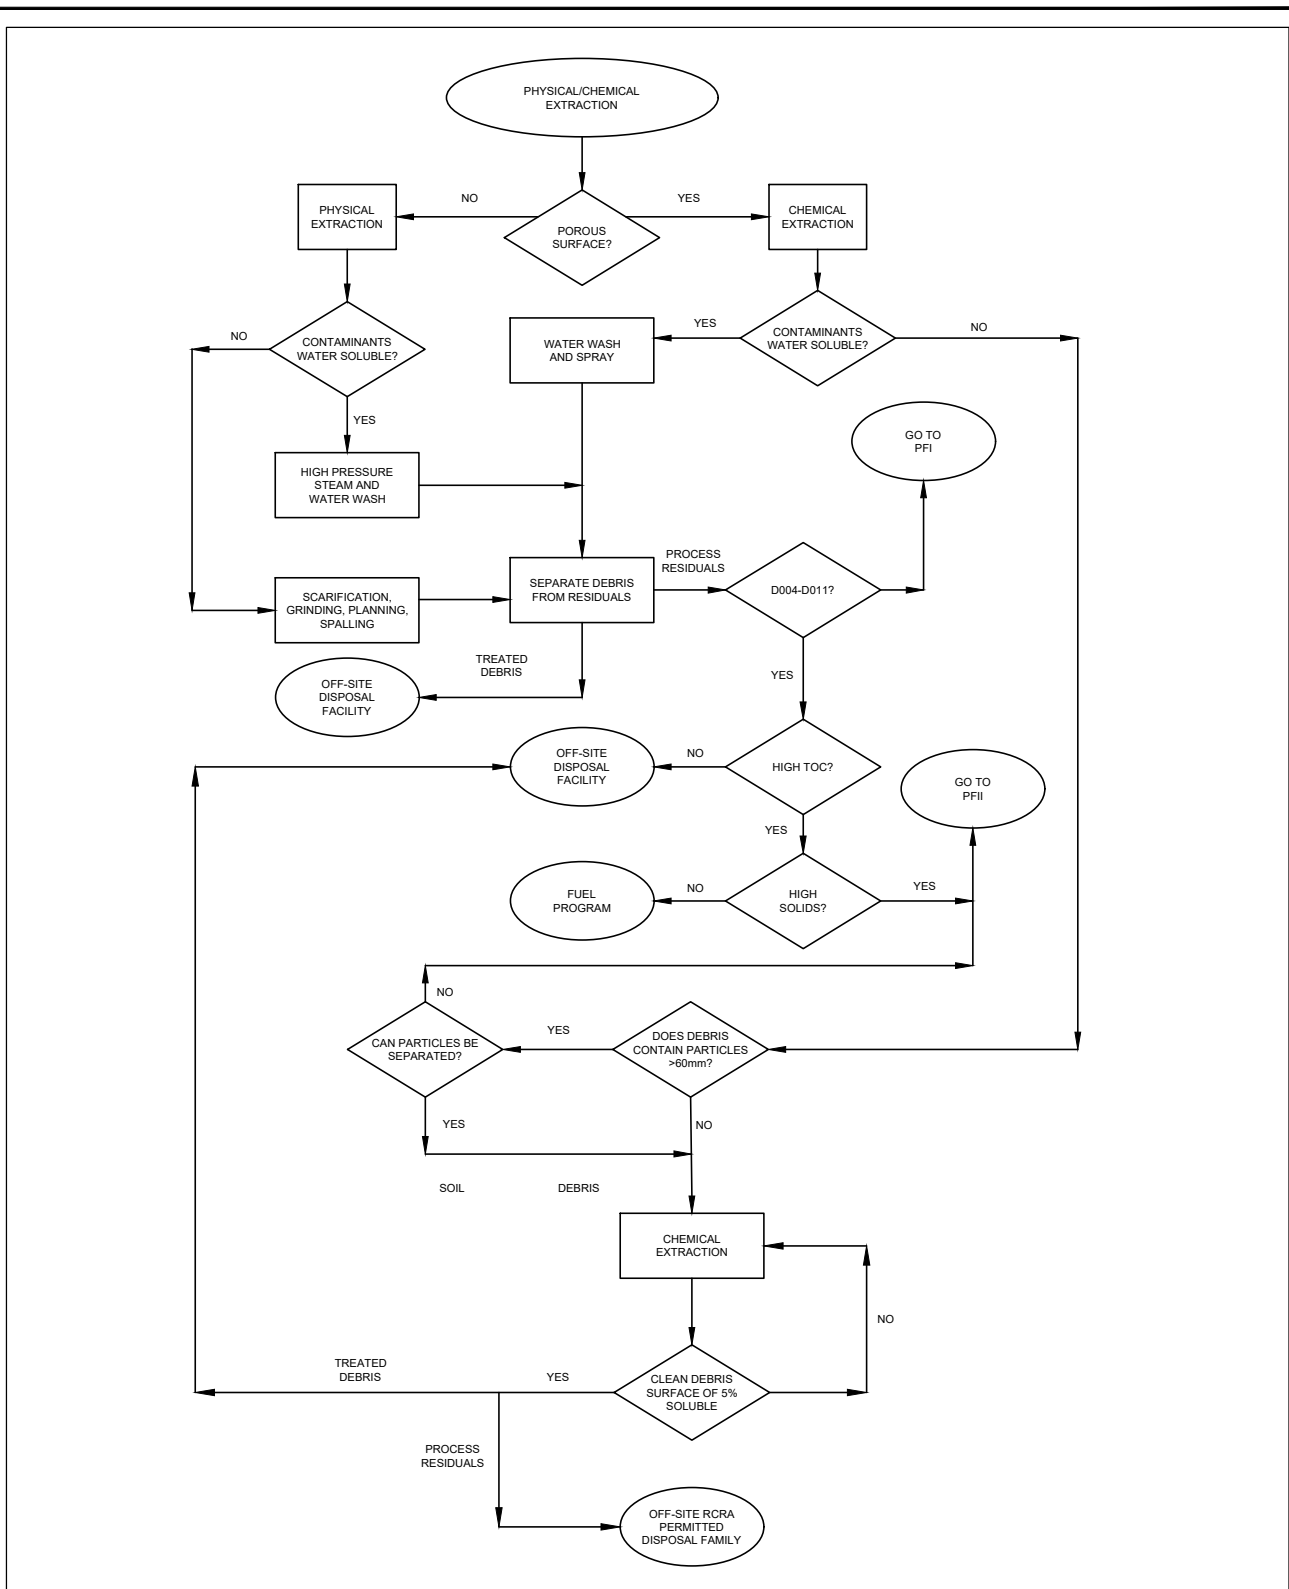 PHYSICAL/CHEMICAL
EXTRACTION
NO
YES
PHYSICAL
EXTRACTION
POROUS
SURFACE?
CHEMICAL
EXTRACTION
NO
CONTAMINANTS
WATER SOLUBLE?
WATER WASH
AND SPRAY
YES
CONTAMINANTS
WATER SOLUBLE?
NO
YES
GO TO
PFI
HIGH PRESSURE
STEAM AND
WATER WASH
PROCESS
RESIDUALS
SCARIFICATION,
GRINDING, PLANNING,
SPALLING
SEPARATE DEBRIS
FROM RESIDUALS
D004-D011?
TREATED
DEBRIS
YES
OFF-SITE
DISPOSAL
FACILITY
OFF-SITE
DISPOSAL
FACILITY
NO
HIGH TOC?
GO TO
PFII
YES
FUEL
PROGRAM
NO
HIGH
SOLIDS?
YES
NO
CAN PARTICLES BE
SEPARATED?
YES
DOES DEBRIS
CONTAIN PARTICLES
>60mm?
YES
NO
SOIL
DEBRIS
CHEMICAL
EXTRACTION
NO
TREATED
DEBRIS
YES
CLEAN DEBRIS
SURFACE OF 5%
SOLUBLE
PROCESS
RESIDUALS
OFF-SITE RCRA
PERMITTED
DISPOSAL FAMILY